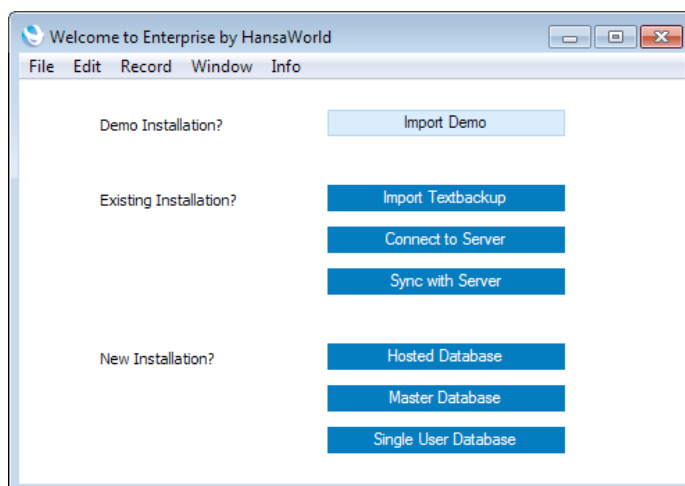 Welcome to Enterprise by HansaWorld
File Edit Record Window Info
Demo Installation? Import Demo
Existing Installation? Import Textbackup
Connect to Server
Sync with Server
New Installation? Hosted Database
Master Database
Single User Database